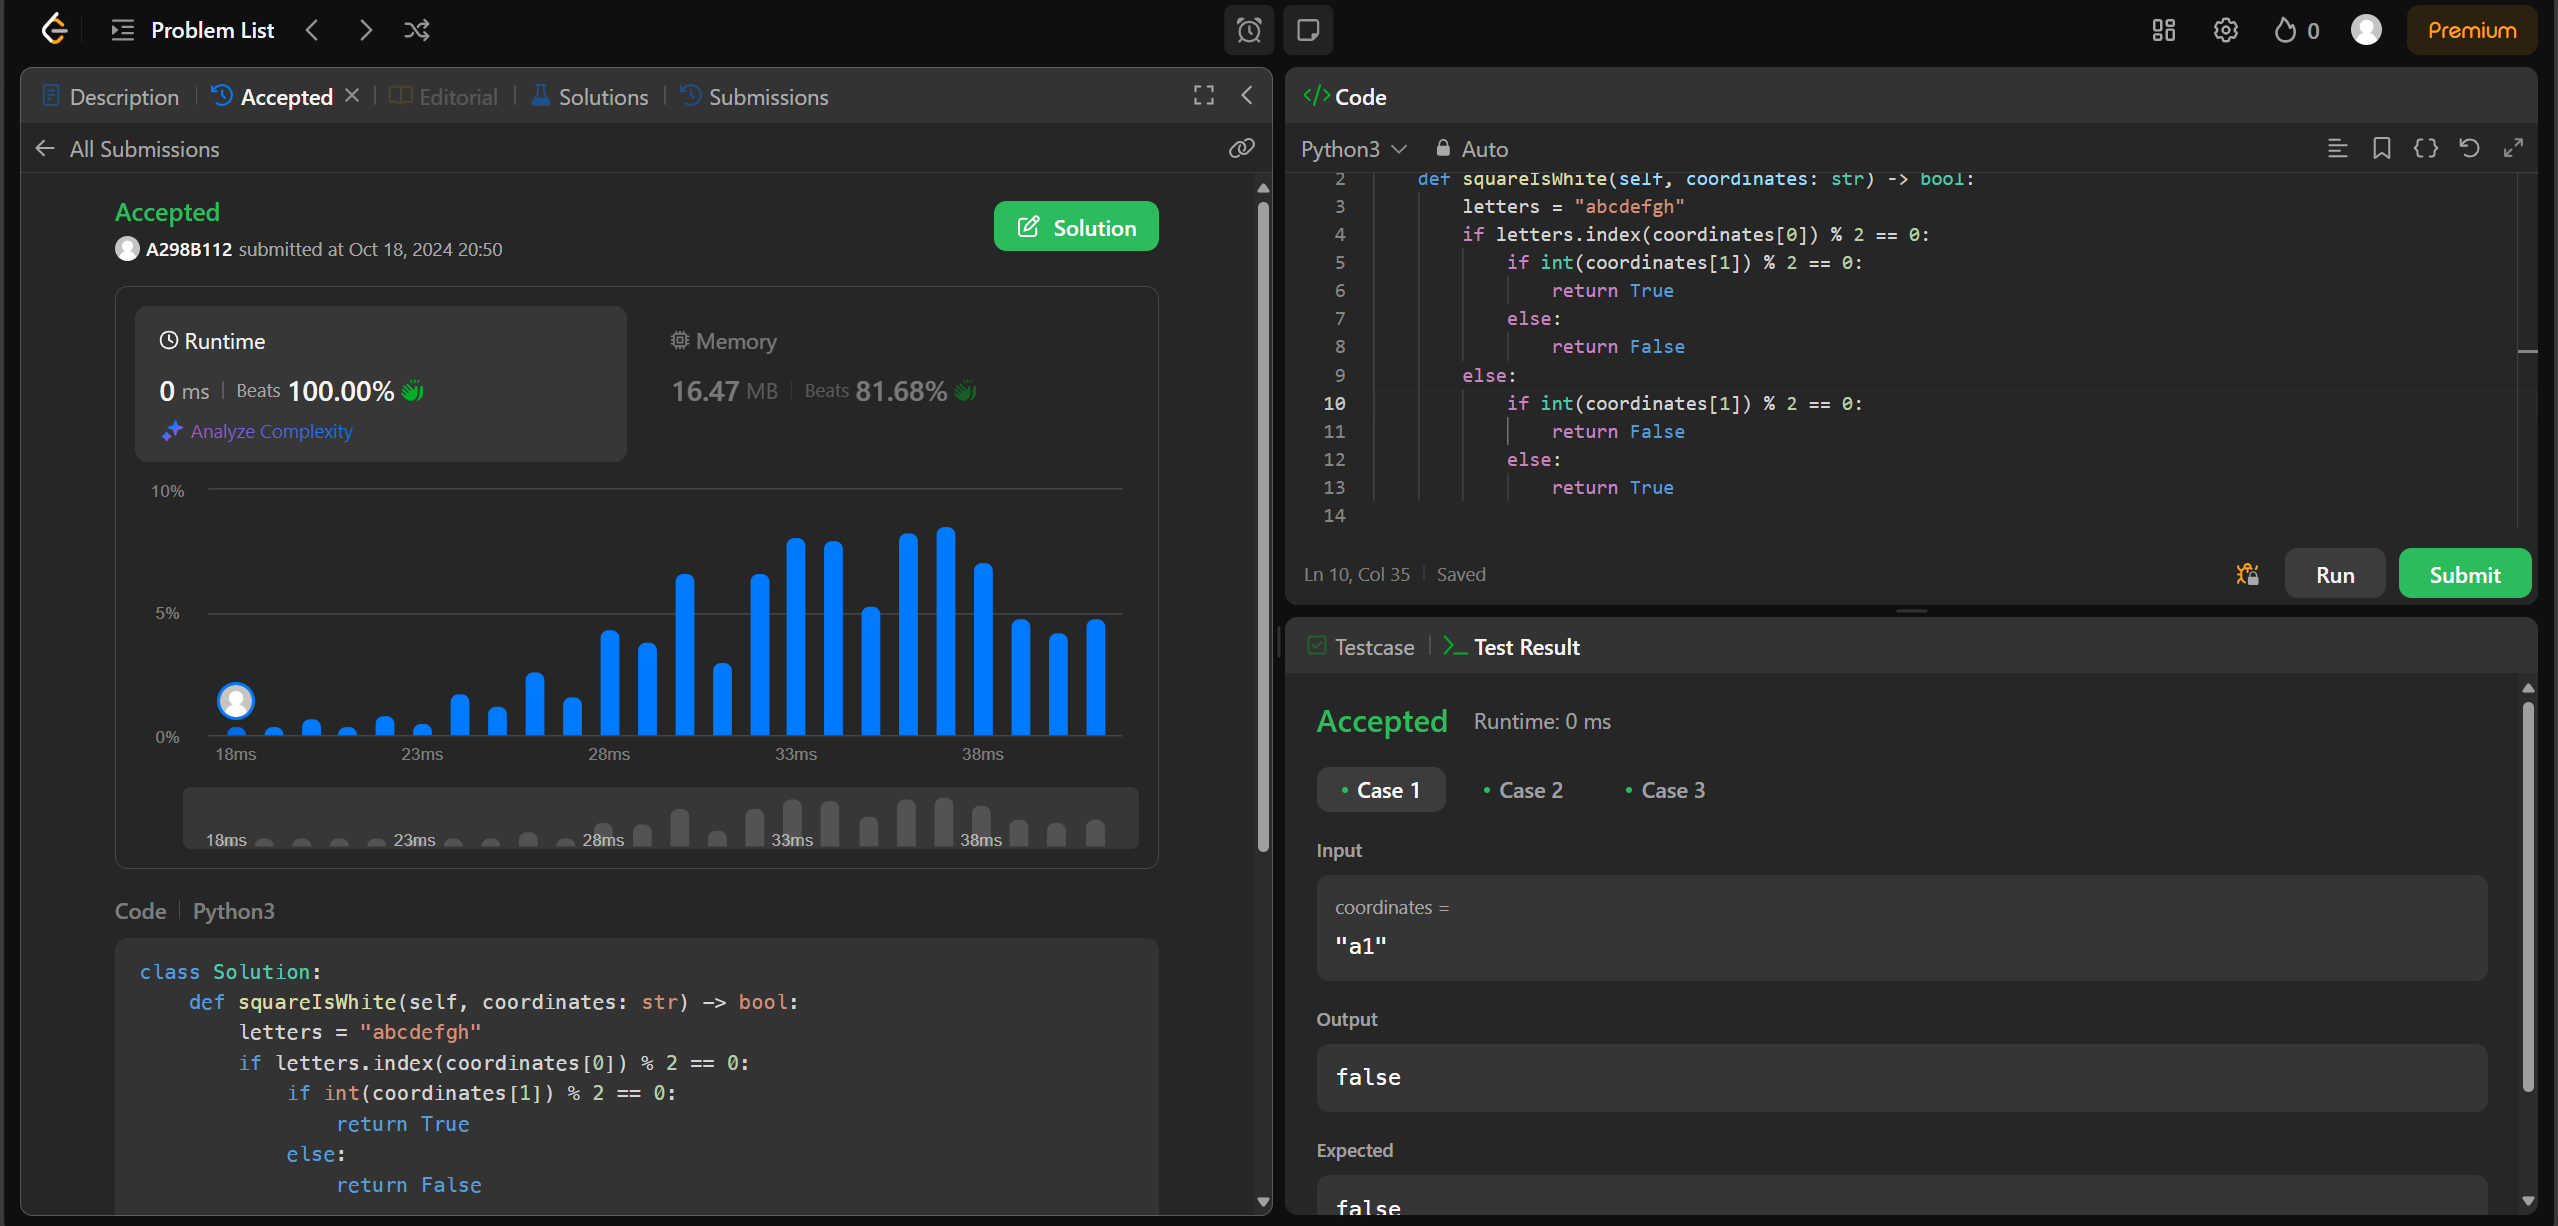 Problem List
0
Premium
Description
Accepted
Editorial
Solutions
Submissions
All Submissions
Accepted
A298B112 submitted at Oct 18, 2024 20:50
Solution
Runtime
0 ms | Beats 100.00%
Analyze Complexity
Memory
16.47 MB | Beats 81.68%
10%
5%
0%
18ms 23ms 28ms 33ms 38ms
18ms 23ms 28ms 33ms 38ms
Code | Python3
class Solution:
    def squareIsWhite(self, coordinates: str) -> bool:
        letters = "abcdefgh"
        if letters.index(coordinates[0]) % 2 == 0:
            if int(coordinates[1]) % 2 == 0:
                return True
            else:
                return False
</> Code
Python3
Auto
2     def squareIsWhite(self, coordinates: str) -> bool:
3         letters = "abcdefgh"
4         if letters.index(coordinates[0]) % 2 == 0:
5             if int(coordinates[1]) % 2 == 0:
6                 return True
7             else:
8                 return False
9         else:
10             if int(coordinates[1]) % 2 == 0:
11                 return False
12             else:
13                 return True
14
Ln 10, Col 35 | Saved
Run
Submit
Testcase
Test Result
Accepted
Runtime: 0 ms
Case 1
Case 2
Case 3
Input
coordinates =
"a1"
Output
false
Expected
false